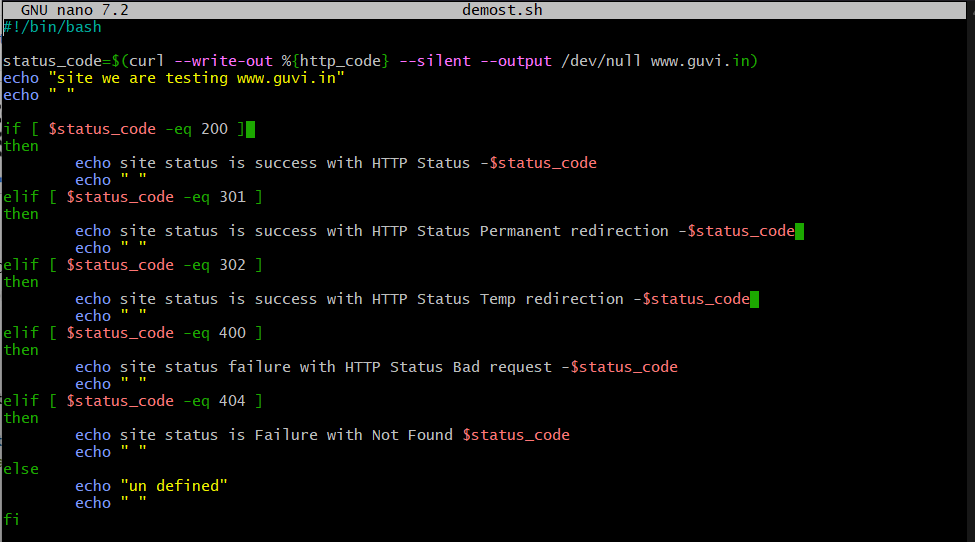 GNU nano 7.2 demost.sh
#!/bin/bash
status_code=$(curl --write-out %{http_code} --silent --output /dev/null www.guvi.in)
echo "site we are testing www.guvi.in"
echo " "
if [ $status_code -eq 200 ]
then
echo site status is success with HTTP Status -$status_code
echo " "
elif [ $status_code -eq 301 ]
then
echo site status is success with HTTP Status Permanent redirection -$status_code
echo " "
elif [ $status_code -eq 302 ]
then
echo site status is success with HTTP Status Temp redirection -$status_code
echo " "
elif [ $status_code -eq 400 ]
then
echo site status failure with HTTP Status Bad request -$status_code
echo " "
elif [ $status_code -eq 404 ]
then
echo site status is Failure with Not Found $status_code
echo " "
else
echo "un defined"
echo " "
fi